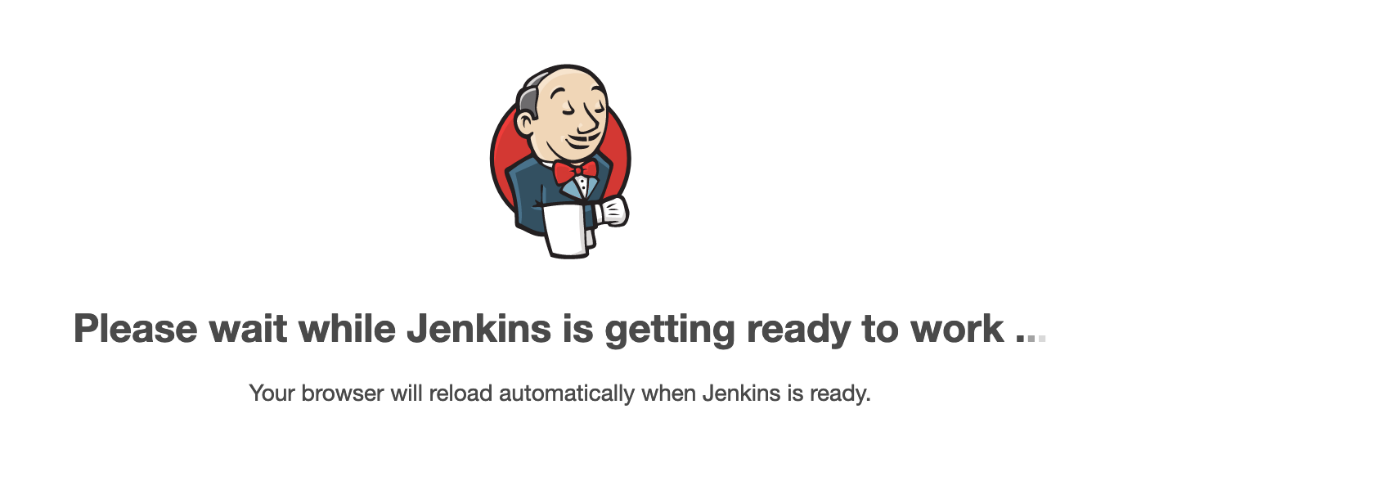 Please wait while Jenkins is getting ready to work ...
Your browser will reload automatically when Jenkins is ready.